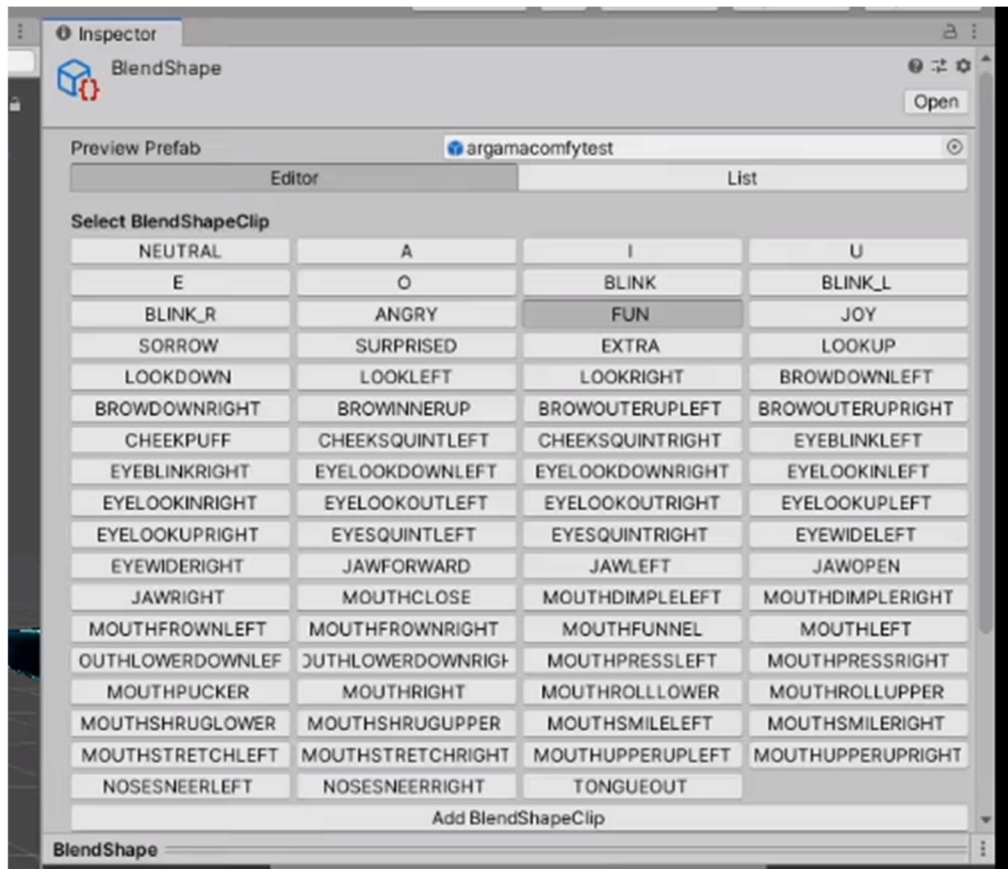 Inspector
BlendShape
Open
Preview Prefab argamacomfytest
Editor List
Select BlendShapeClip
NEUTRAL A I U
E O BLINK BLINK_L
BLINK_R ANGRY FUN JOY
SORROW SURPRISED EXTRA LOOKUP
LOOKDOWN LOOKLEFT LOOKRIGHT BROWDOWNLEFT
BROWDOWNRIGHT BROWINNERUP BROWOUTERUPLEFT BROWOUTERUPRIGHT
CHEEKPUFF CHEEKSQUINTLEFT CHEEKSQUINTRIGHT EYEBLINKLEFT
EYEBLINKRIGHT EYELOOKDOWNLEFT EYELOOKDOWNRIGHT EYELOOKINLEFT
EYELOOKINRIGHT EYELOOKOUTLEFT EYELOOKOUTRIGHT EYELOOKUPLEFT
EYELOOKUPRIGHT EYESQUINTLEFT EYESQUINTRIGHT EYEWIDELEFT
EYEWIDERIGHT JAWFORWARD JAWLEFT JAWOPEN
JAWRIGHT MOUTHCLOSE MOUTHDIMPLELEFT MOUTHDIMPLERIGHT
MOUTHFROWNLEFT MOUTHFROWNRIGHT MOUTHFUNNEL MOUTHLEFT
OUTHLOWERDOWNLEF OUTHLOWERDOWNRIGH MOUTHPRESSLEFT MOUTHPRESSRIGHT
MOUTHPUCKER MOUTHRIGHT MOUTHROLLLOWER MOUTHROLLUPPER
MOUTHSHRUGLOWER MOUTHSHRUGUPPER MOUTHSMILELEFT MOUTHSMILERIGHT
MOUTHSTRETCHLEFT MOUTHSTRETCHRIGHT MOUTHUPPERUPLEFT MOUTHUPPERUPRIGHT
NOSESNEERLEFT NOSESNEERRIGHT TONGUEOUT
Add BlendShapeClip
BlendShape